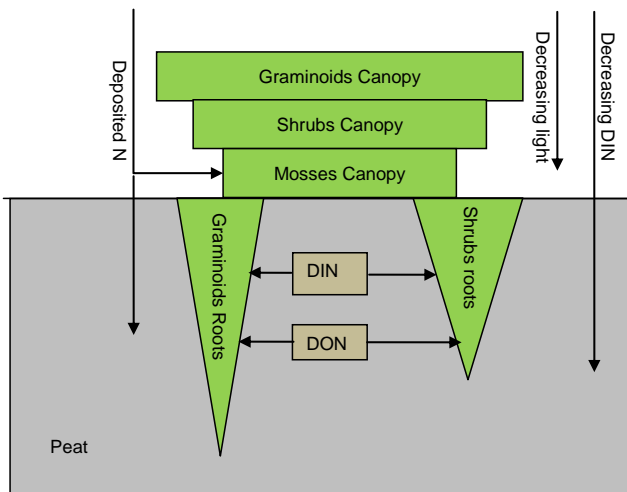 Deposited N
Graminoids Canopy
Shrubs Canopy
Mosses Canopy
Decreasing light
Decreasing DIN
Graminoids Roots
Shrubs roots
DIN
DON
Peat